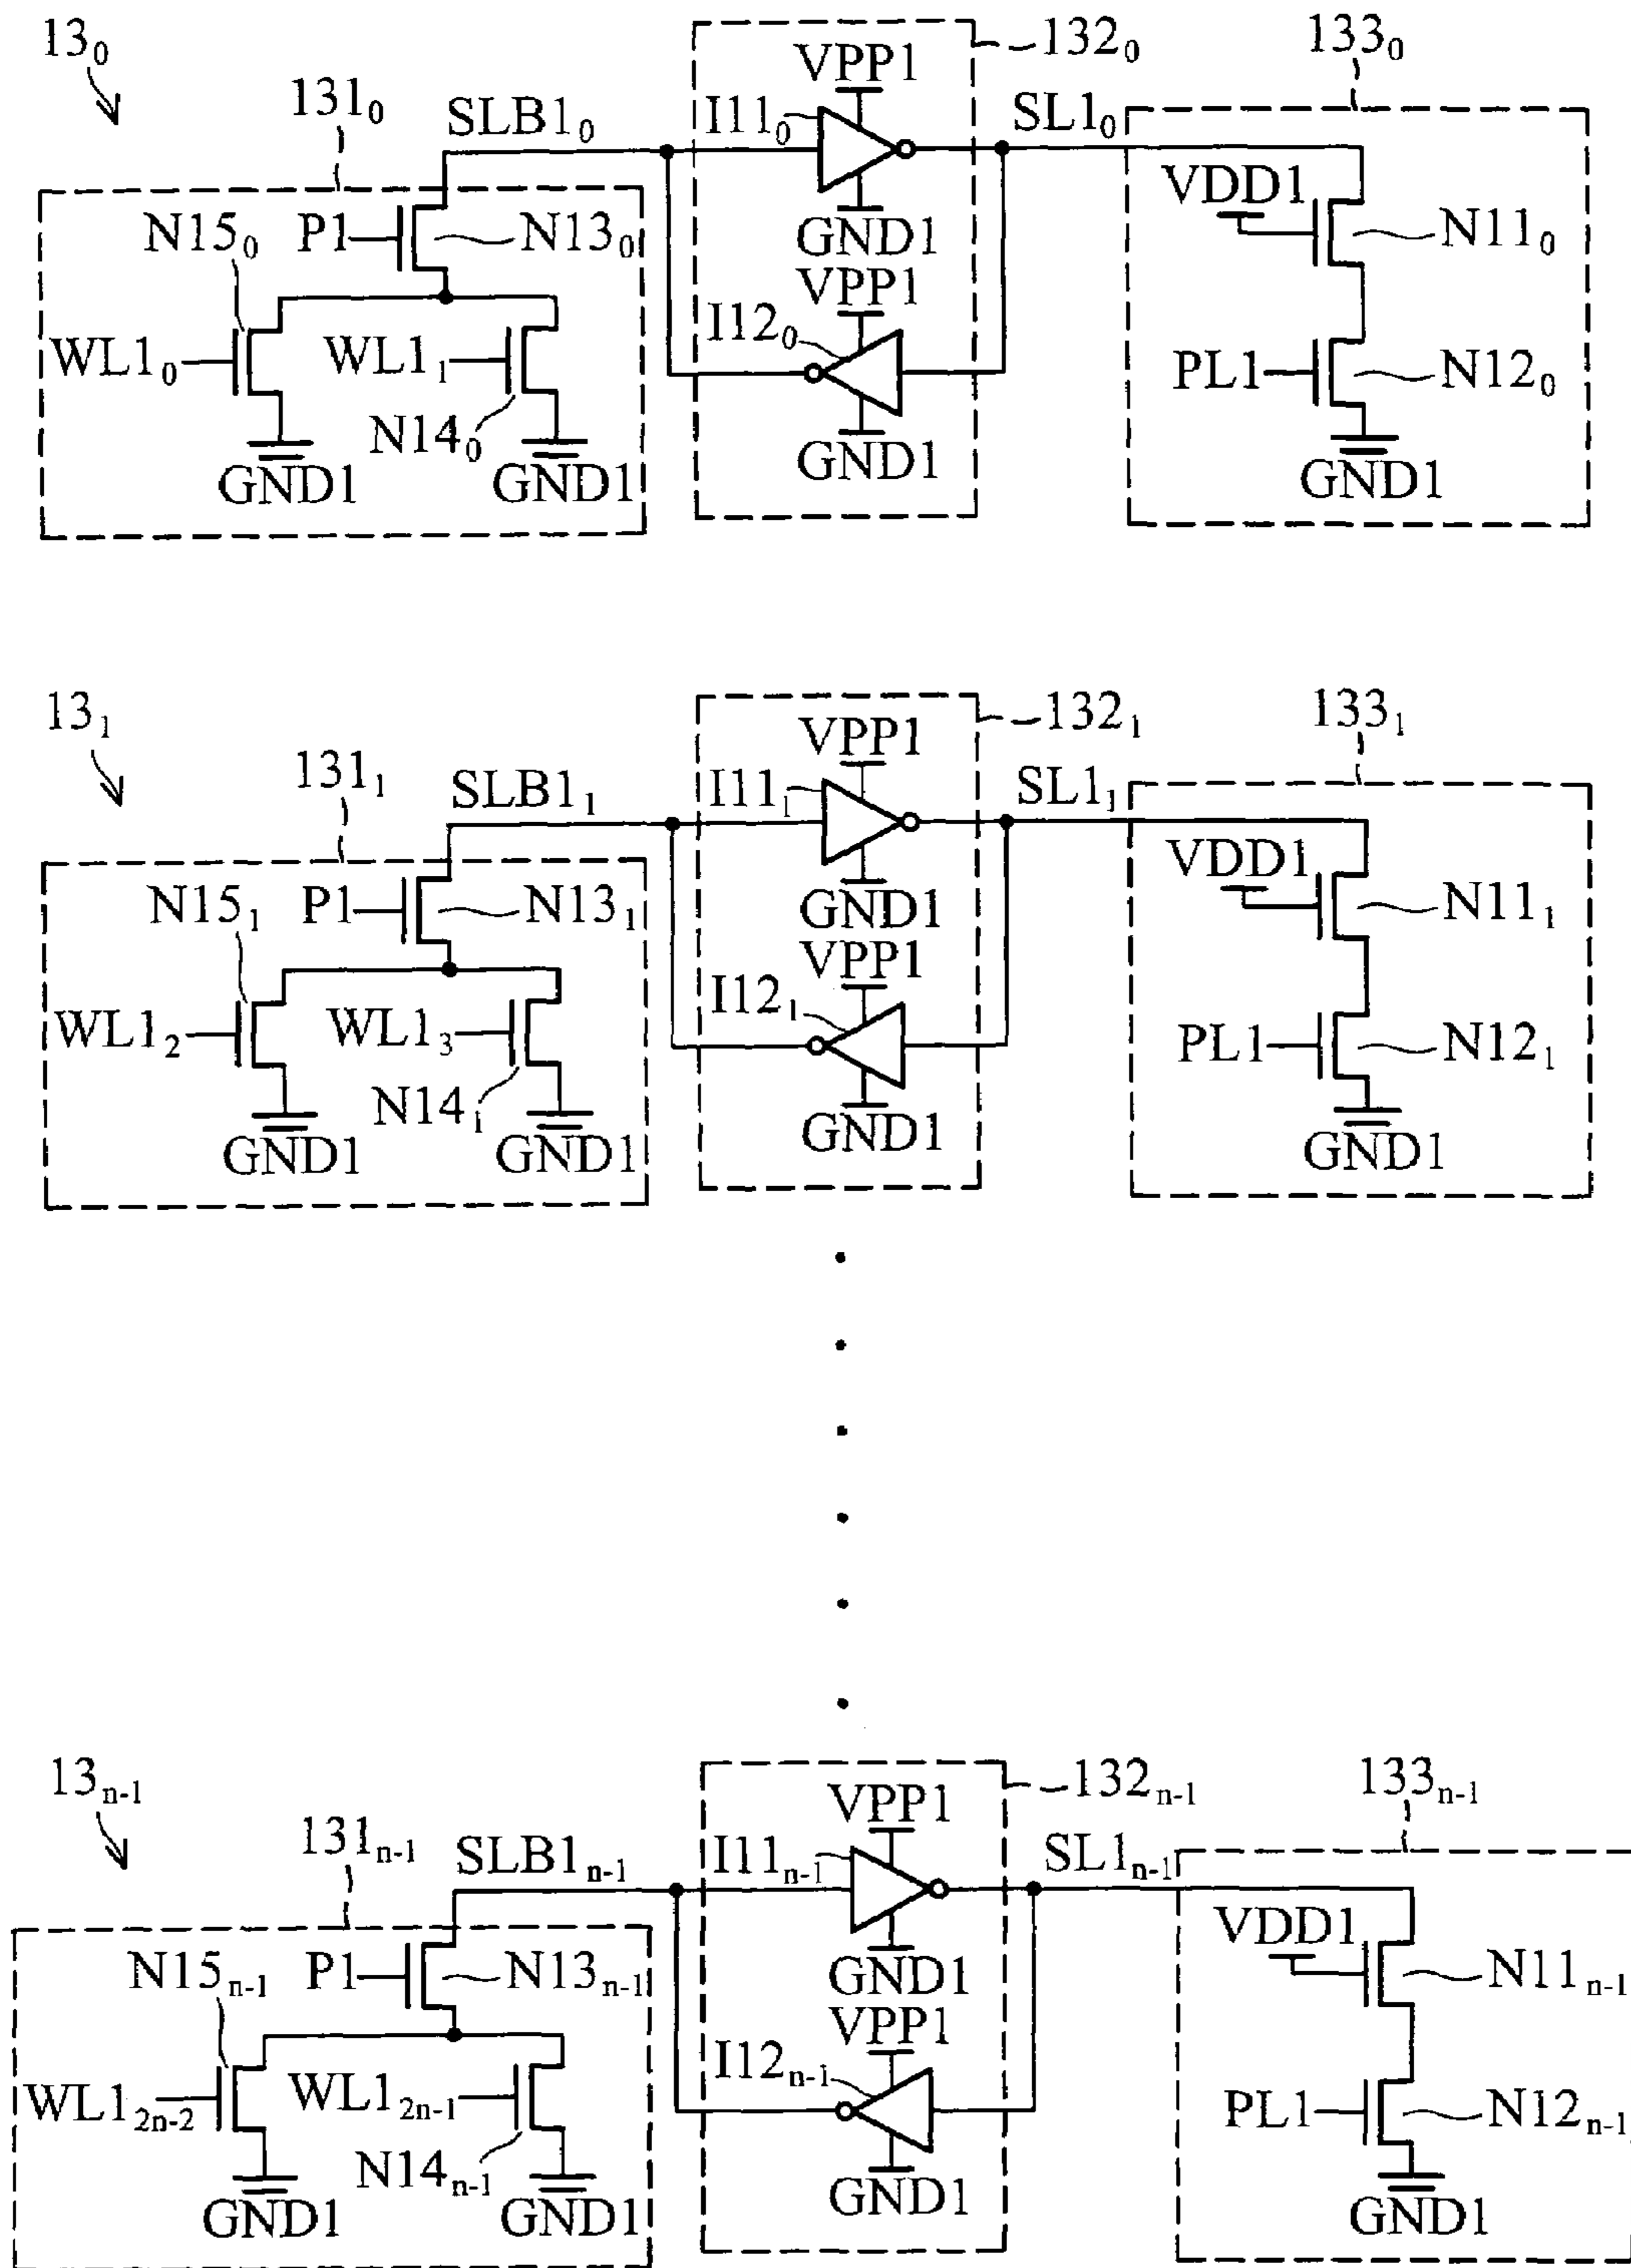 13₀
131₀
SLB1₀
VPP1
132₀
I11₀
SL1₀
133₀
N15₀
P1
N13₀
GND1
VDD1
N11₀
VPP1
I12₀
WL1₀
WL1₁
PL1
N12₀
N14₀
GND1
GND1
GND1
GND1
13₁
131₁
SLB1₁
VPP1
132₁
I11₁
SL1₁
133₁
N15₁
P1
N13₁
GND1
VDD1
N11₁
VPP1
I12₁
WL1₂
WL1₃
PL1
N12₁
N14₁
GND1
GND1
GND1
GND1
13ₙ₋₁
131ₙ₋₁
SLB1ₙ₋₁
VPP1
132ₙ₋₁
I11ₙ₋₁
SL1ₙ₋₁
133ₙ₋₁
N15ₙ₋₁
P1
N13ₙ₋₁
GND1
VDD1
N11ₙ₋₁
VPP1
I12ₙ₋₁
WL1₂ₙ₋₂
WL1₂ₙ₋₁
PL1
N12ₙ₋₁
N14ₙ₋₁
GND1
GND1
GND1
GND1